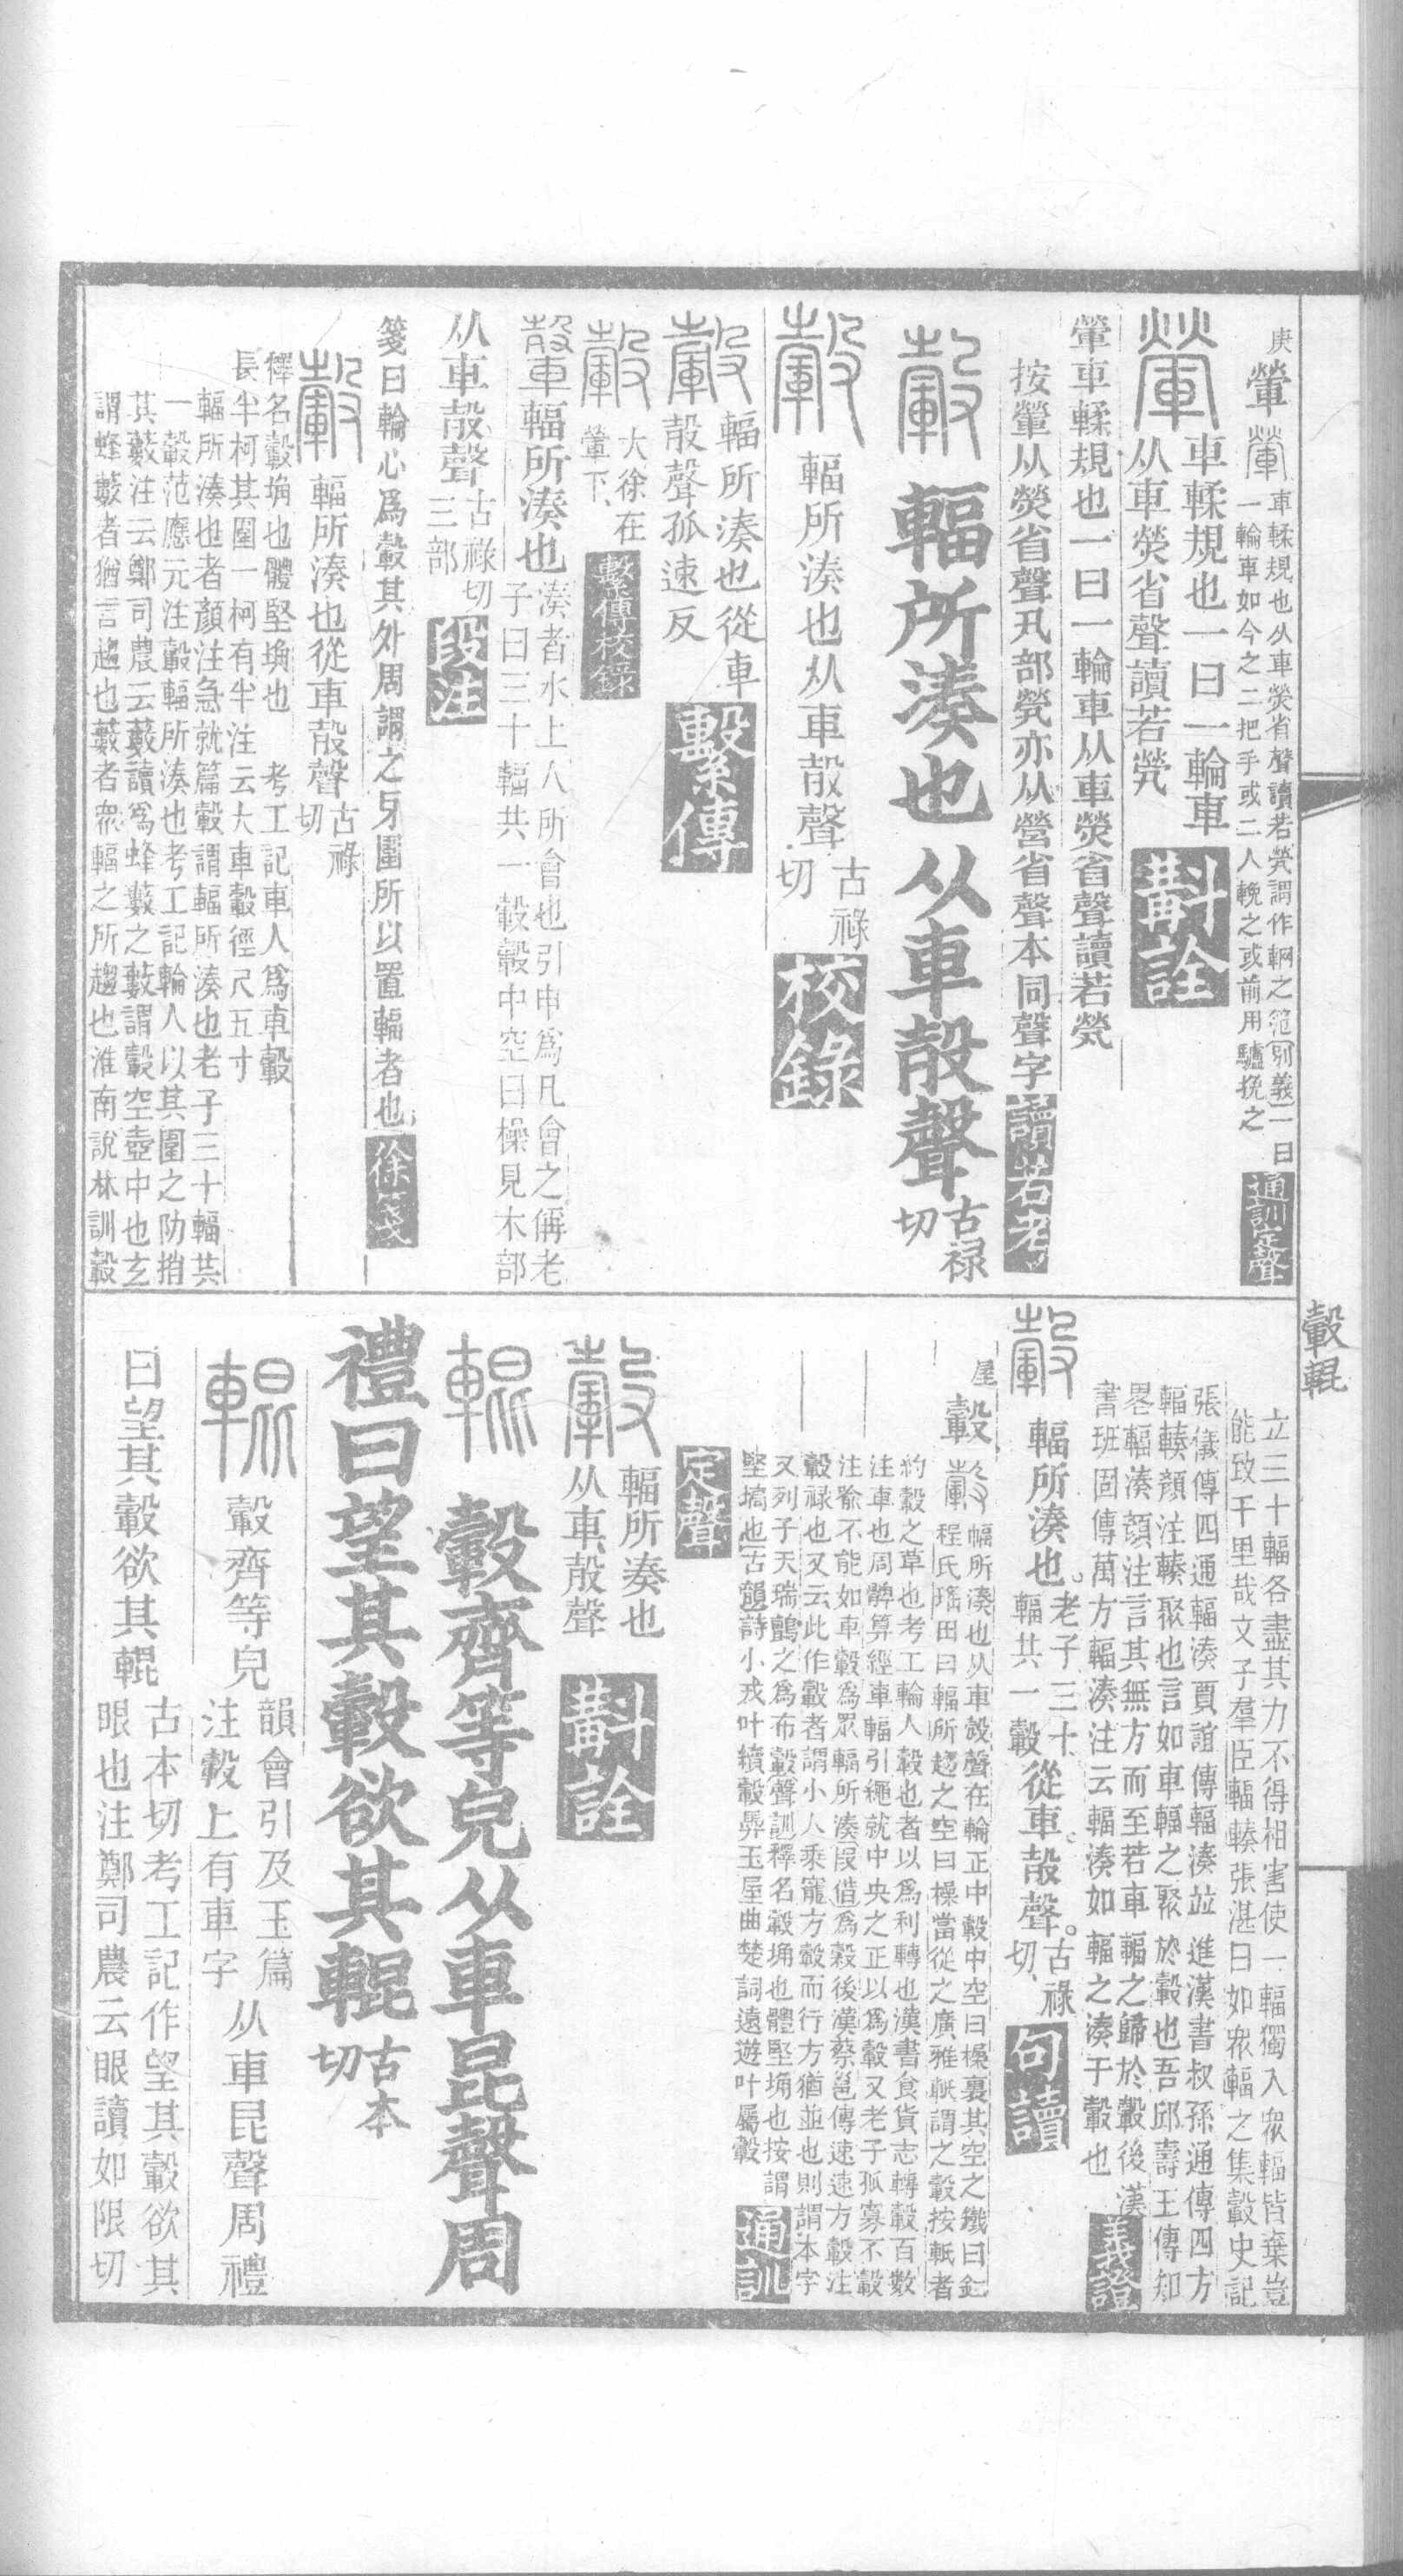 庚
䡝
車輮規也从車熒省聲讀若煢謂作輞之范別義一曰
一輪車如今之二把手或二人輓之或前用驢挽之
通訓定聲
車輮規也一曰一輪車
从車熒省聲讀若煢
斠詮
䡝車輮規也一曰一輪車从車熒省聲讀若煢
按䡝从熒省聲凡部煢亦从營省聲本同聲字
讀若考
輻所湊也从車㱿聲
古祿
切
輻所湊也从車㱿聲
古祿
切
校錄
輻所湊也從車
㱿聲孤速反
繫傳
大徐在
䡝下
繫傳校錄
輻所湊也
湊者水上人所會也引申爲凡會之偁老
子曰三十輻共一轂轂中空曰橾見木部
从車㱿聲
古祿切
三部
段注
箋曰輪心爲轂其外周謂之牙圍所以置輻者也
徐箋
輻所湊也從車㱿聲
古祿
切
釋名轂埆也體堅埆也 考工記車人爲車轂
長半柯其圍一柯有半注云大車轂徑尺五寸
輻所湊也者顏注急就篇轂謂輻所湊也老子三十輻共
一轂范應元注轂輻所湊也考工記輪人以其圍之阞捎
其藪注云鄭司農云藪讀爲蜂藪之藪謂轂空壺中也玄
謂蜂藪者猶言趨也藪者眾輻之所趨也淮南說林訓轂
轂輥
立三十輻各盡其力不得相害使一輻獨入眾輻皆棄豈
能致千里哉文子羣臣輻輳張湛曰如眾輻之集轂史記
張儀傳四通輻湊賈誼傳輻湊並進漢書叔孫通傳四方
輻輳顏注輳聚也言如車輻之聚於轂也吾邱壽王傳知
畧輻湊顏注言其無方而至若車輻之歸於轂後漢
書班固傳萬方輻湊注云輻湊如輻之湊于轂也
義證
輻所湊也。
老子三十
輻共一轂
從車㱿聲。
古祿
切
句讀
屋
轂
輻所湊也从車㱿聲在輪正中轂中空曰橾裏其空之鐵曰釭
程氏瑤田曰輻所趨之空曰橾當從之廣雅軝謂之轂按軝者
約轂之革也考工輪人轂也者以爲利轉也漢書食貨志轉轂百數
注車也周髀算經車輻引繩就中央之正以爲轂又老子孤寡不轂
注喻不能如車轂爲眾輻所湊叚借爲穀後漢蔡邕傳速速方轂注
轂祿也又云此作轂者謂小人乘寵方轂而行方猶並也則謂本字
又列子天瑞鸇之爲布轂聲訓釋名轂埆也體堅埆也按謂
堅塙也古韻詩小戎叶續轂馵玉屋曲楚詞遠遊叶屬轂
通訓
定聲
輻所湊也
从車㱿聲
斠詮
轂齊等皃从車昆聲周
禮曰望其轂欲其輥
古本
切
轂齊等皃
韻會引及玉篇
注轂上有車字
从車昆聲周禮
曰望其轂欲其輥
古本切考工記作望其轂欲其
眼也注鄭司農云眼讀如限切